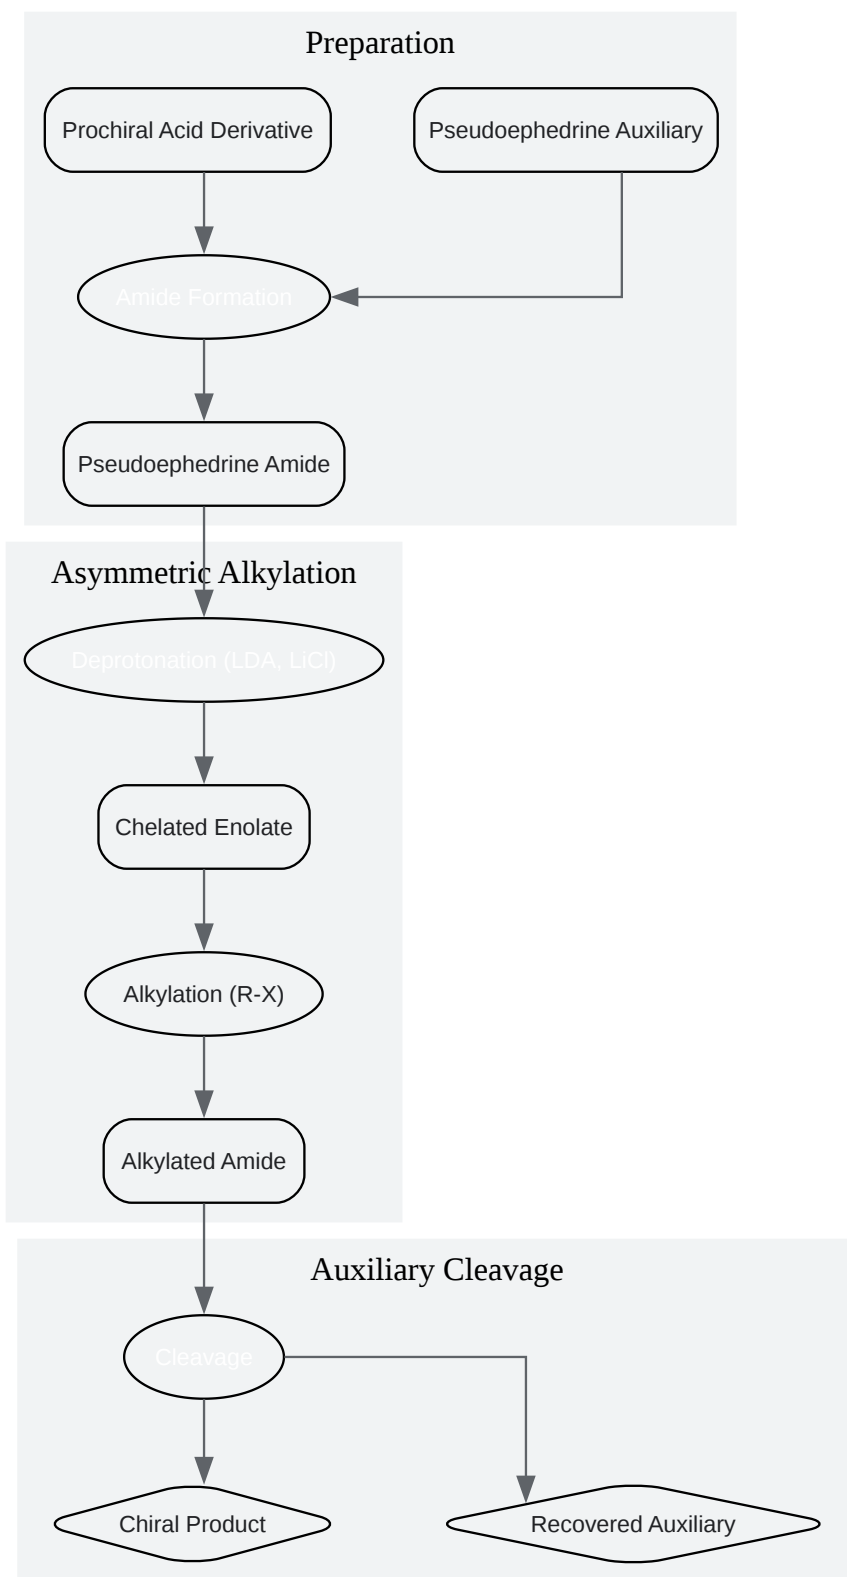 Preparation
Prochiral Acid Derivative
Pseudoephedrine Auxiliary
Amide Formation
Pseudoephedrine Amide
Asymmetric Alkylation
Deprotonation (LDA, LiCl)
Chelated Enolate
Alkylation (R-X)
Alkylated Amide
Auxiliary Cleavage
Cleavage
Chiral Product
Recovered Auxiliary